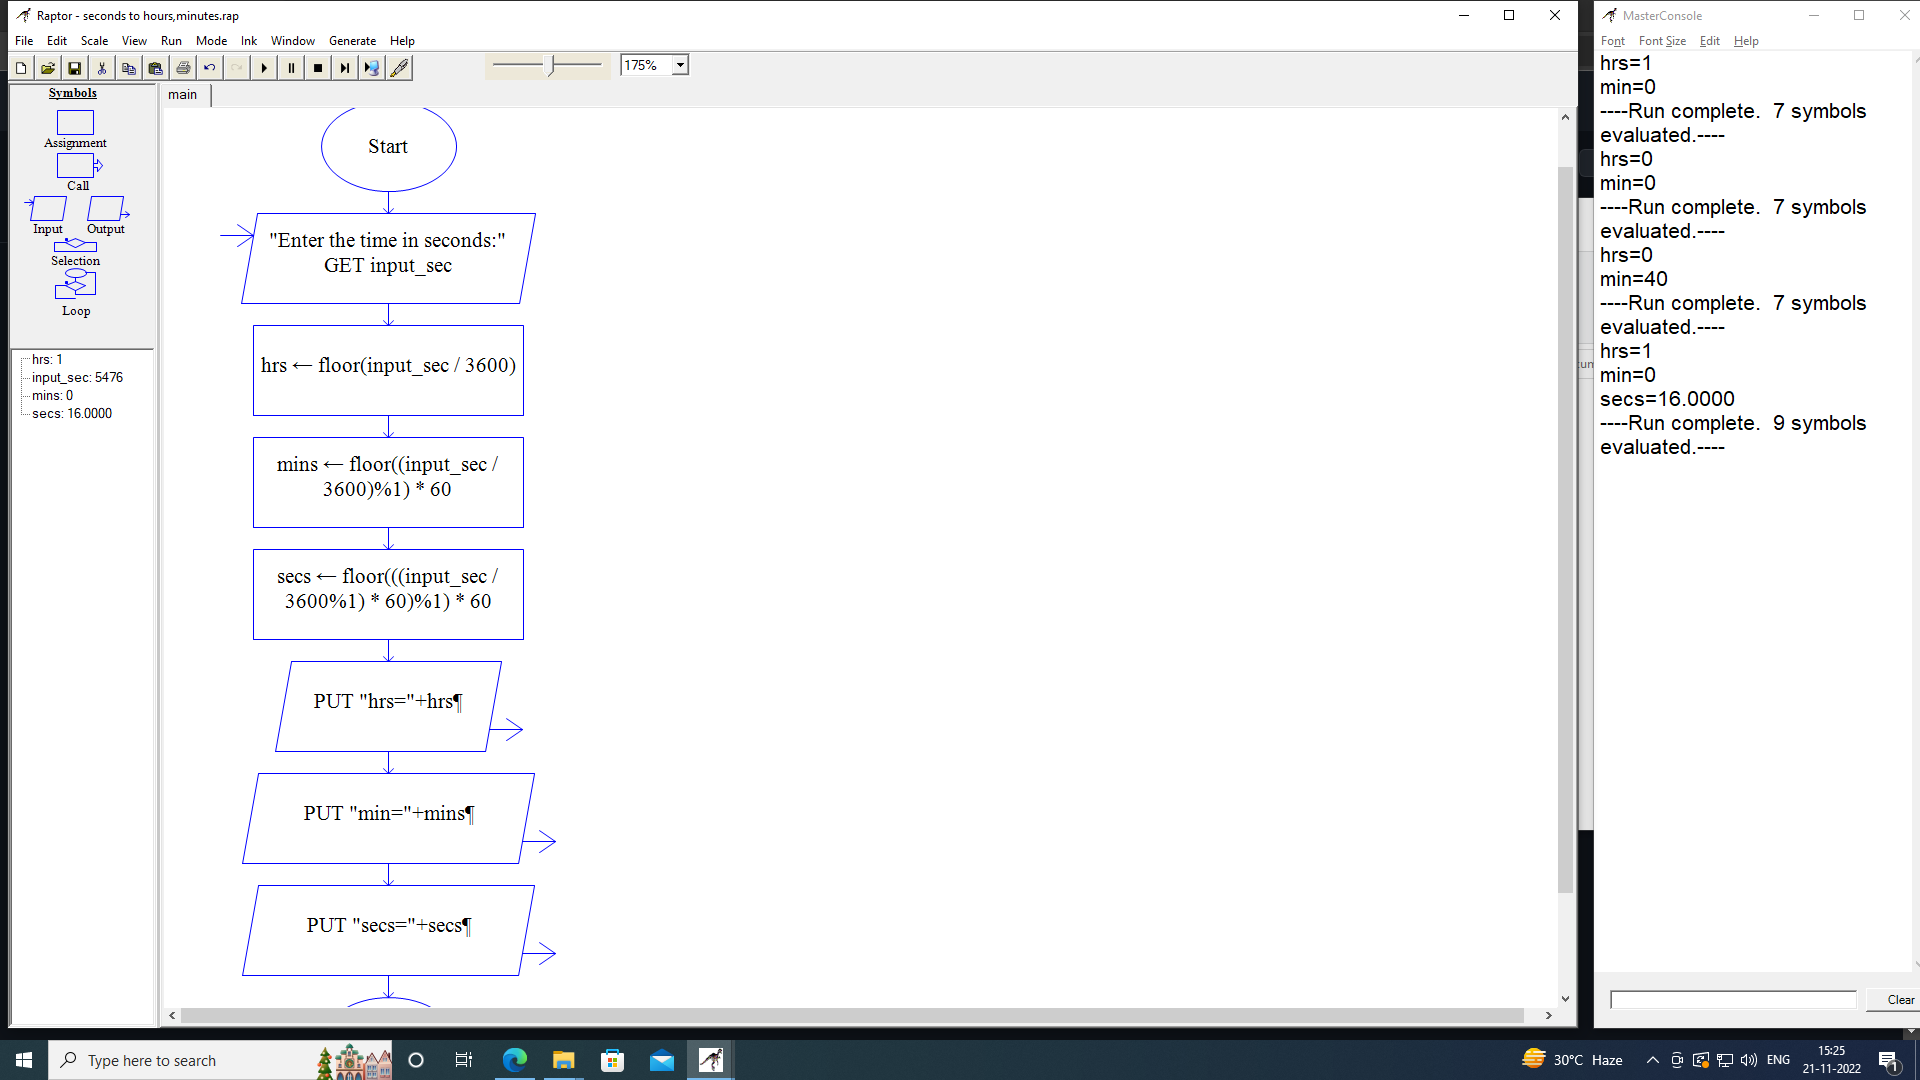 Raptor - seconds to hours,minutes.rap
File Edit Scale View Run Mode Ink Window Generate Help
175%
Symbols
Assignment
Call
Input Output
Selection
Loop
hrs: 1
input_sec: 5476
mins: 0
secs: 16.0000
main
Start
"Enter the time in seconds:"
GET input_sec
hrs ← floor(input_sec / 3600)
mins ← floor((input_sec /
3600)%1) * 60
secs ← floor(((input_sec /
3600%1) * 60)%1) * 60
PUT "hrs="+hrs¶
PUT "min="+mins¶
PUT "secs="+secs¶
MasterConsole
Font Font Size Edit Help
hrs=1
min=0
----Run complete.  7 symbols
evaluated.----
hrs=0
min=0
----Run complete.  7 symbols
evaluated.----
hrs=0
min=40
----Run complete.  7 symbols
evaluated.----
hrs=1
min=0
secs=16.0000
----Run complete.  9 symbols
evaluated.----
Clear
Type here to search
30°C Haze
ENG
15:25
21-11-2022
1